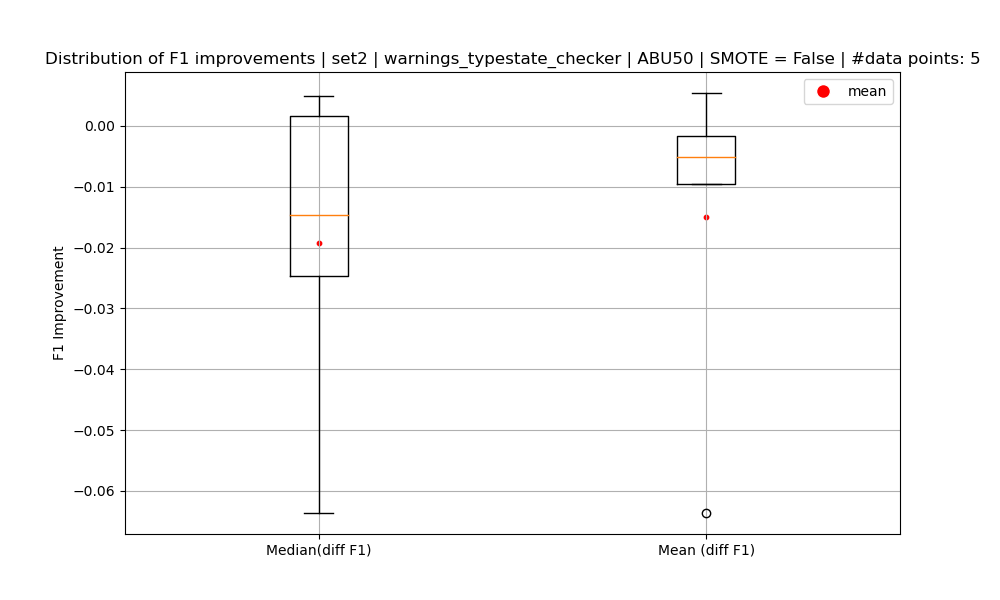 Distribution of F1 improvements | set2 | warnings_typestate_checker | ABU50 | SMOTE = False | #data points: 5
mean
0.00
−0.01
−0.02
−0.03
−0.04
−0.05
−0.06
F1 Improvement
Median(diff F1)
Mean (diff F1)